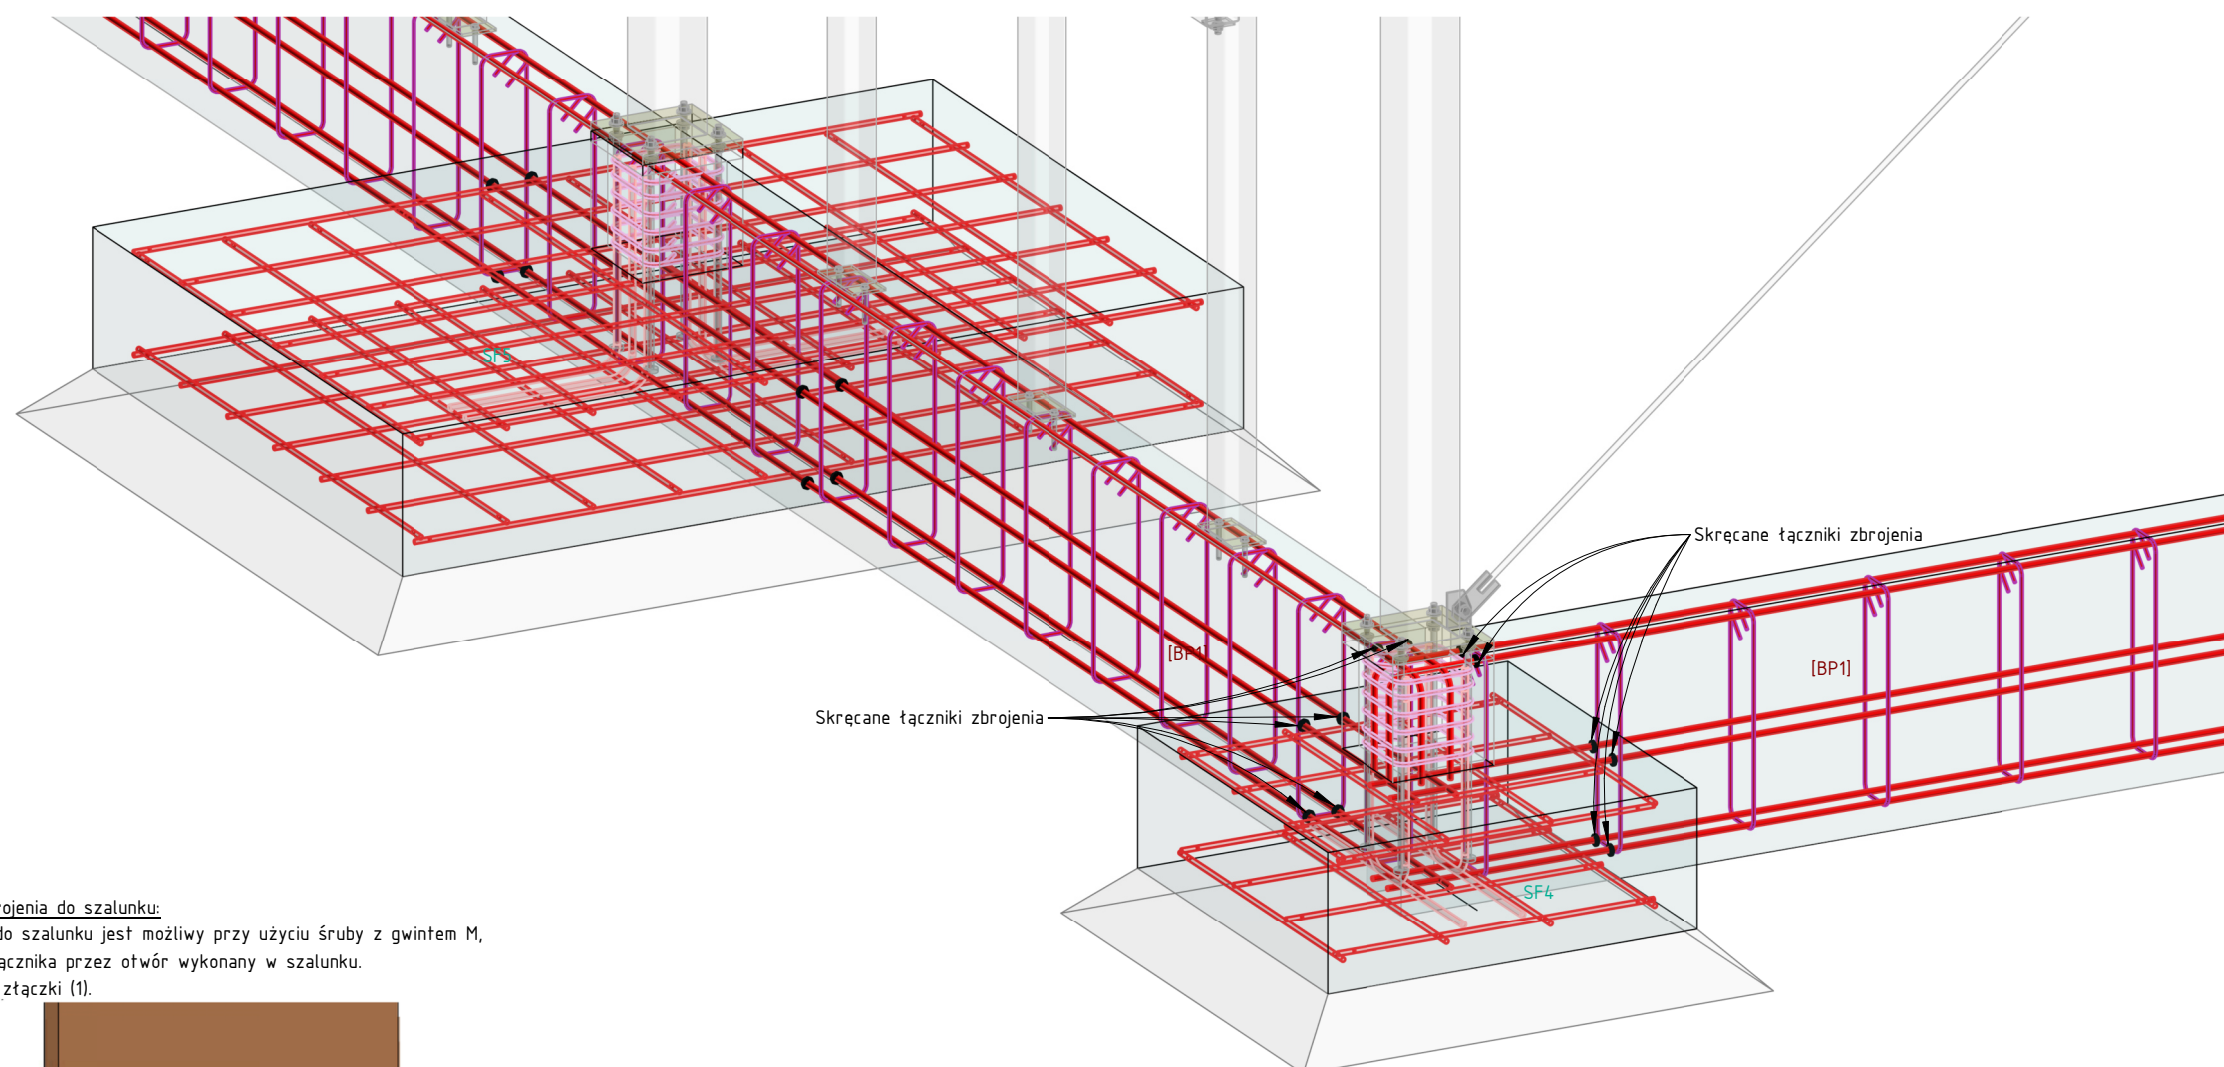 SF5
Skręcane łączniki zbrojenia
[BP1]
[BP1]
Skręcane łączniki zbrojenia
SF4
rojenia do szalunku:
do szalunku jest możliwy przy użyciu śruby z gwintem M,
ącznika przez otwór wykonany w szalunku.
złączki (1).